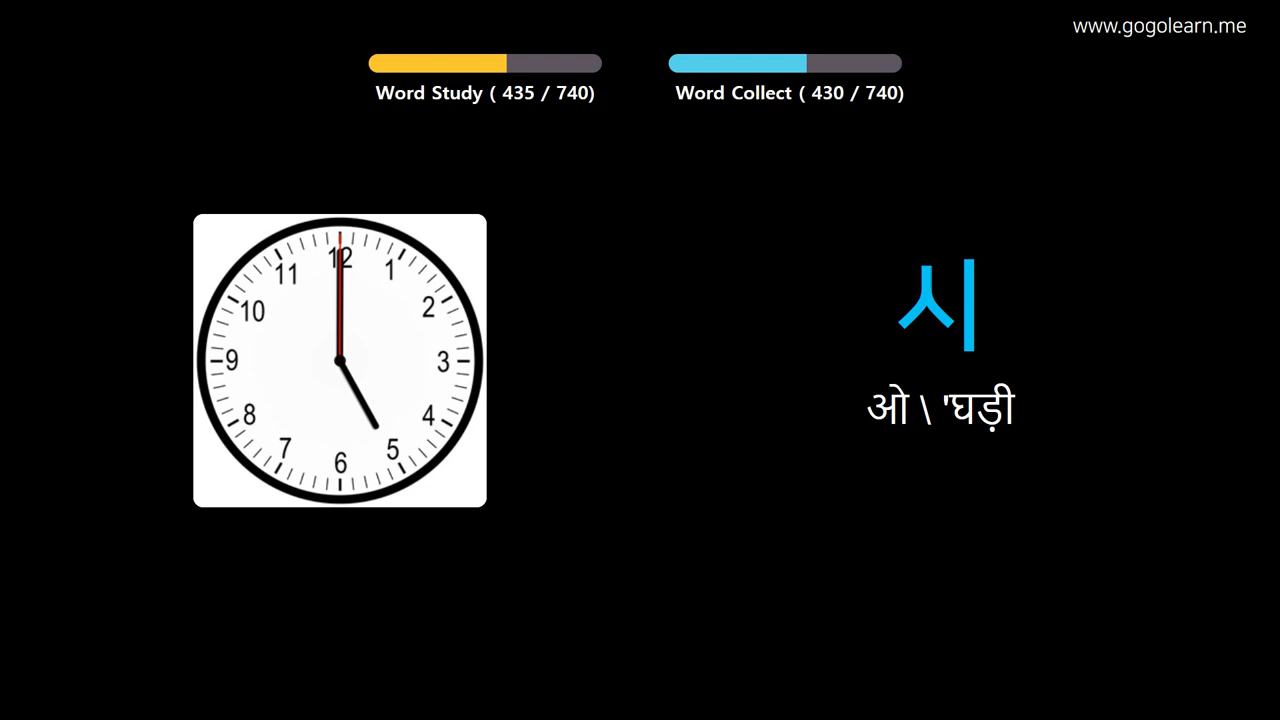 www.gogolearn.me
Word Study ( 435 / 740)
Word Collect ( 430 / 740)
12
1
2
3
4
5
6
7
8
9
10
11
시
ओ \ 'घड़ी